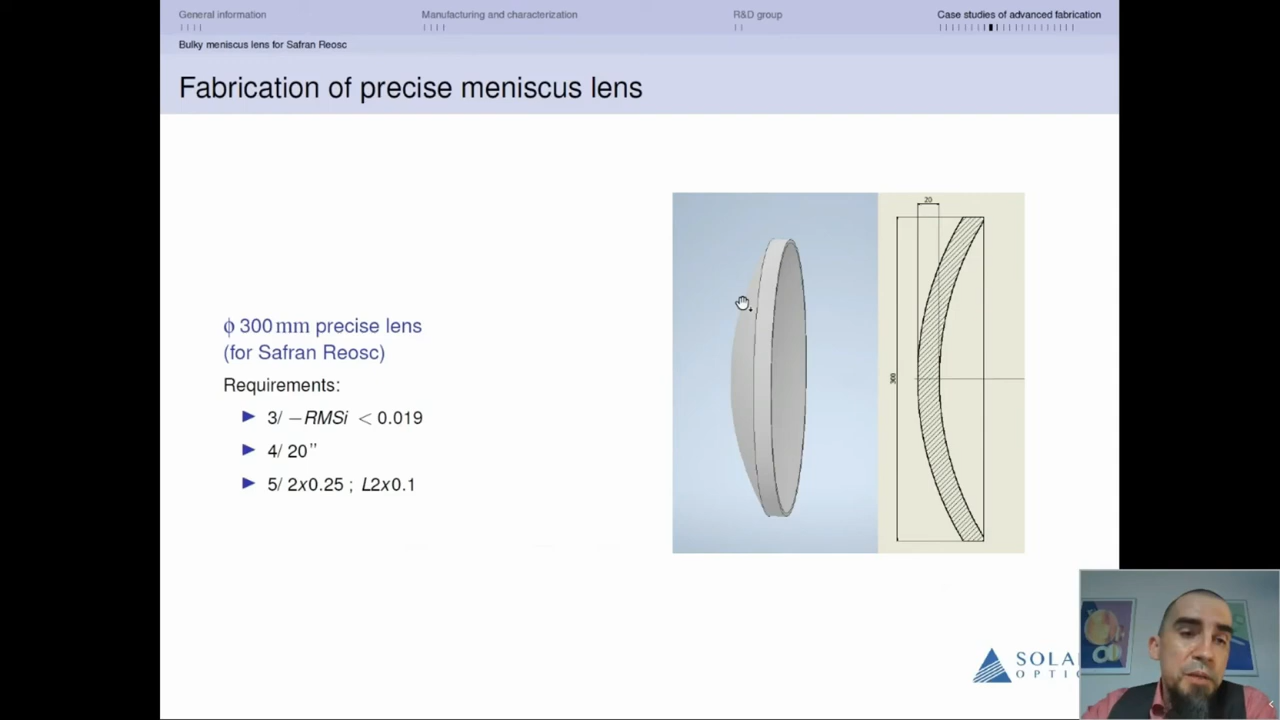 General information
Manufacturing and characterization
R&D group
Case studies of advanced fabrication
Bulky meniscus lens for Safran Reosc
Fabrication of precise meniscus lens
ϕ 300 mm precise lens
(for Safran Reosc)
Requirements:
3/ −RMSi < 0.019
4/ 20”
5/ 2x0.25 ; L2x0.1
20
300